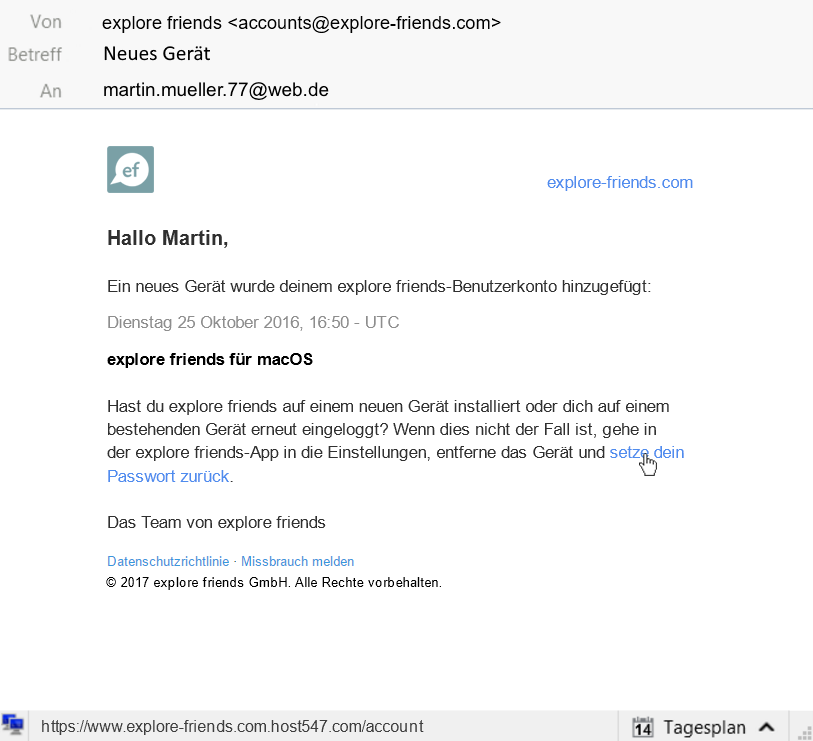 Von explore friends <accounts@explore-friends.com>
Betreff Neues Gerät
An martin.mueller.77@web.de
ef
explore-friends.com
Hallo Martin,
Ein neues Gerät wurde deinem explore friends-Benutzerkonto hinzugefügt:
Dienstag 25 Oktober 2016, 16:50 - UTC
explore friends für macOS
Hast du explore friends auf einem neuen Gerät installiert oder dich auf einem
bestehenden Gerät erneut eingeloggt? Wenn dies nicht der Fall ist, gehe in
der explore friends-App in die Einstellungen, entferne das Gerät und setze dein
Passwort zurück.
Das Team von explore friends
Datenschutzrichtlinie · Missbrauch melden
© 2017 explore friends GmbH. Alle Rechte vorbehalten.
https://www.explore-friends.com.host547.com/account 14 Tagesplan